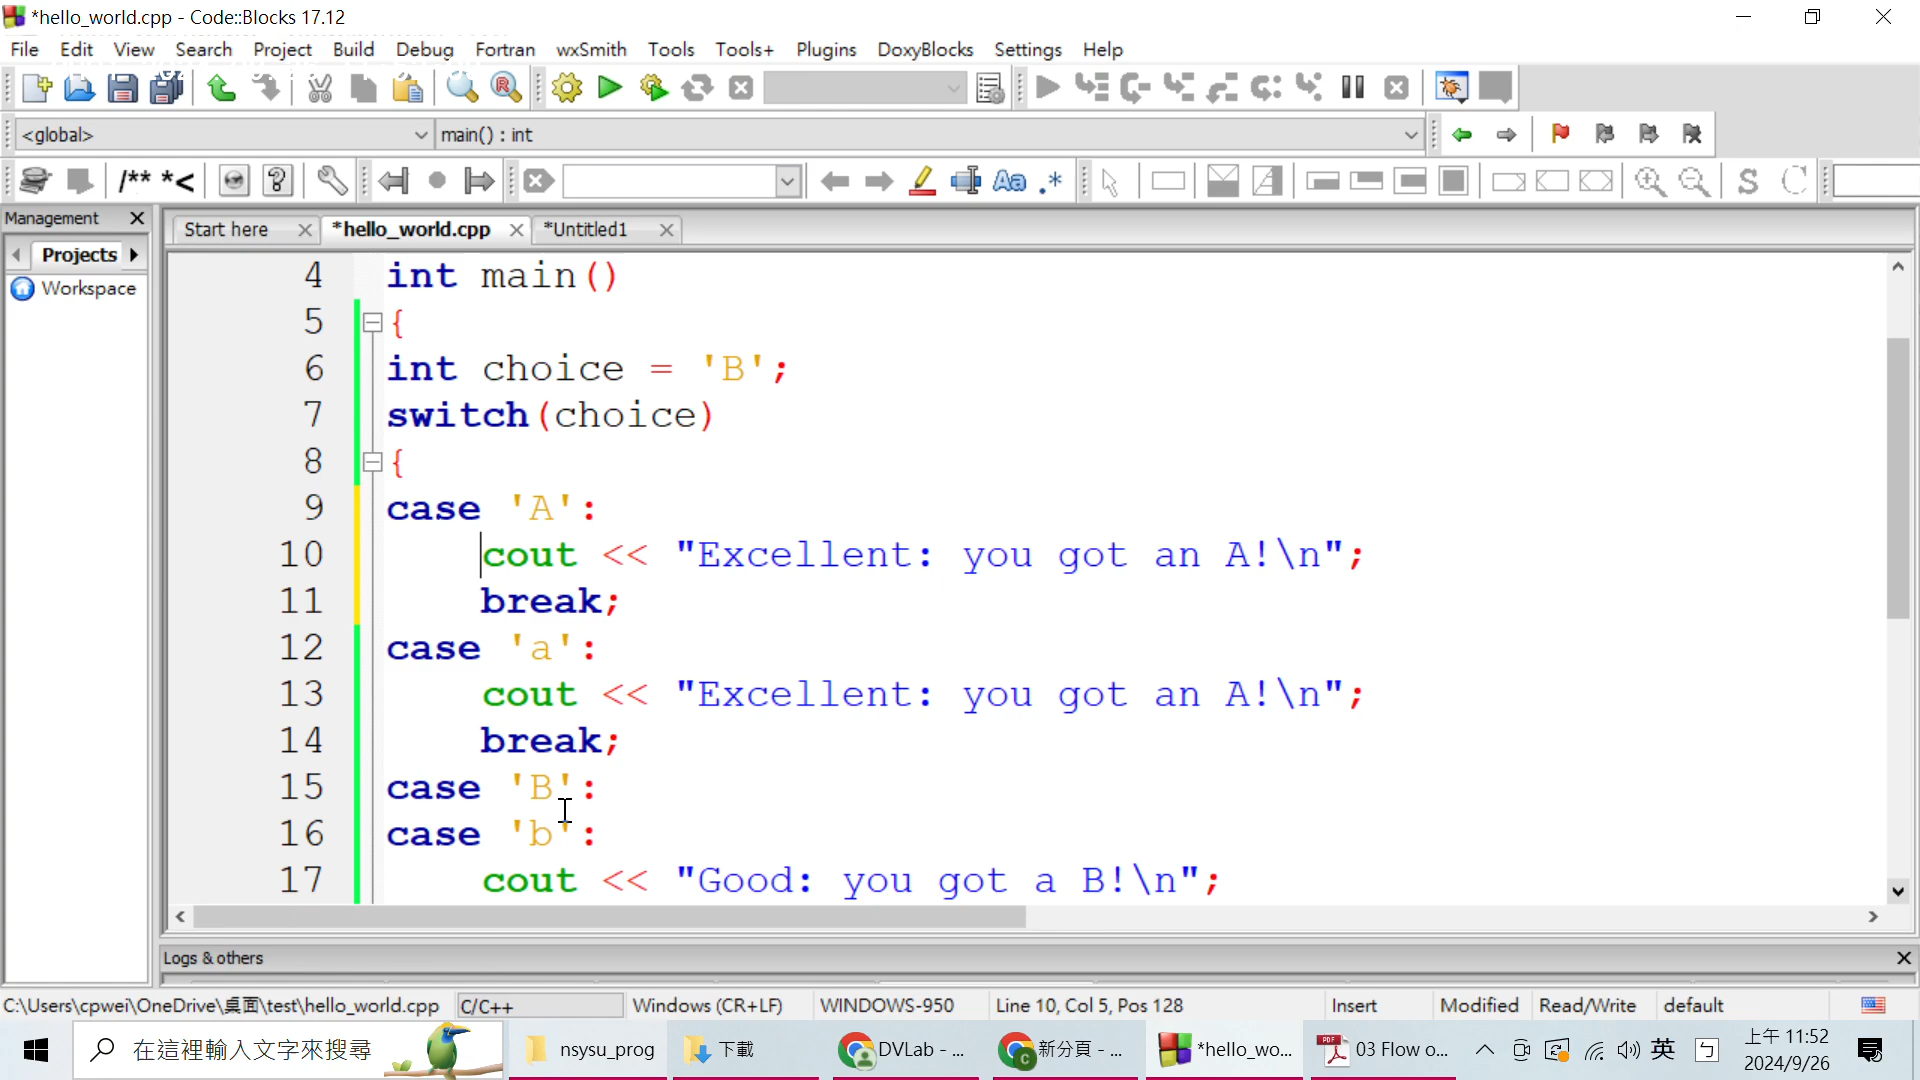 *hello_world.cpp - Code::Blocks 17.12
File Edit View Search Project Build Debug Fortran wxSmith Tools Tools+ Plugins DoxyBlocks Settings Help
<global> main() : int
/** *<
Management
Start here *hello_world.cpp *Untitled1
Projects
Workspace
4 int main()
5 {
6 int choice = 'B';
7 switch(choice)
8 {
9 case 'A':
10 cout << "Excellent: you got an A!\n";
11 break;
12 case 'a':
13 cout << "Excellent: you got an A!\n";
14 break;
15 case 'B':
16 case 'b':
17 cout << "Good: you got a B!\n";
Logs & others
C:\Users\cpwei\OneDrive\桌面\test\hello_world.cpp C/C++ Windows (CR+LF) WINDOWS-950 Line 10, Col 5, Pos 128 Insert Modified Read/Write default
在這裡輸入文字來搜尋 nsysu_prog 下載 DVLab - ... 新分頁 - ... *hello_wo... 03 Flow o... 英 ㄅ 上午 11:52
2024/9/26